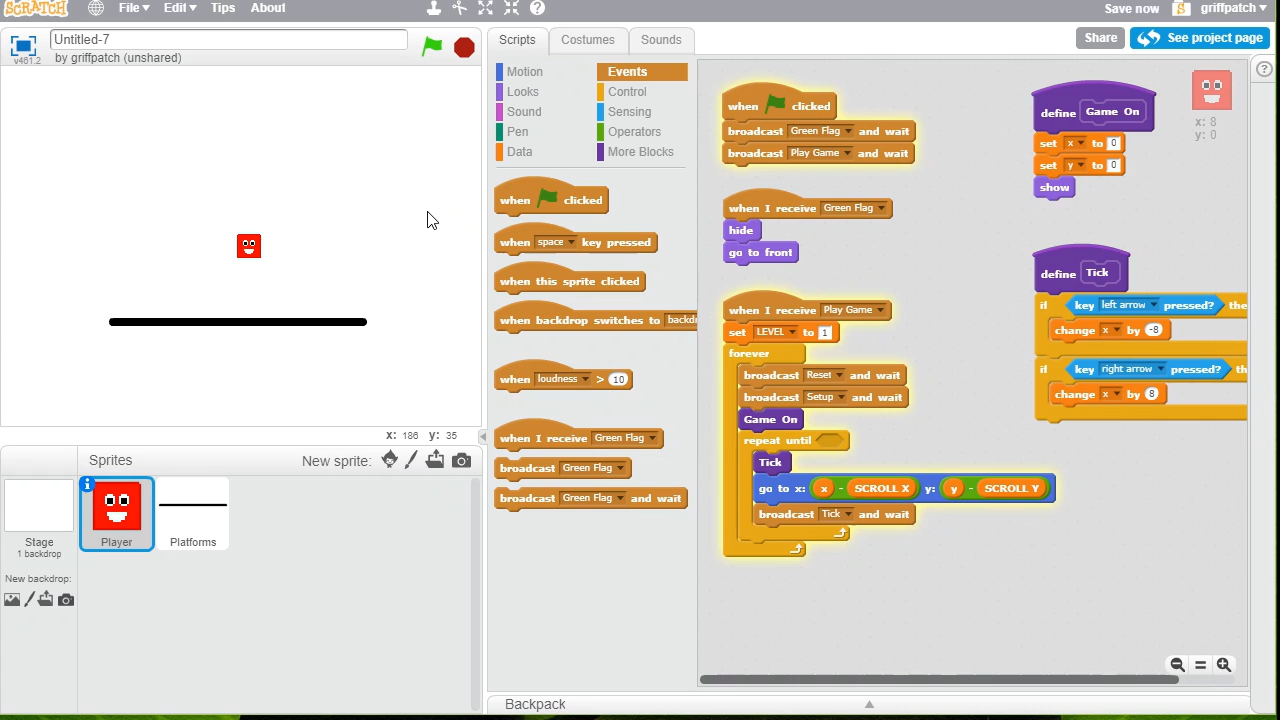 SCRATCH File Edit Tips About Save now griffpatch
v461.2 Untitled-7
by griffpatch (unshared)
Scripts Costumes Sounds Share See project page
Motion Events
Looks Control
Sound Sensing
Pen Operators
Data More Blocks
when clicked
when space key pressed
when this sprite clicked
when backdrop switches to
when loudness > 10
when I receive Green Flag
broadcast Green Flag
broadcast Green Flag and wait
when clicked
broadcast Green Flag and wait
broadcast Play Game and wait
when I receive Green Flag
hide
go to front
when I receive Play Game
set LEVEL to 1
forever
broadcast Reset and wait
broadcast Setup and wait
Game On
repeat until
Tick
go to x: x - SCROLL X y: y - SCROLL Y
broadcast Tick and wait
define Game On
set x to 0
set y to 0
show
define Tick
if key left arrow pressed? the
change x by -8
if key right arrow pressed? th
change x by 8
x: 8
y: 0
x: 186 y: 35
Sprites New sprite:
Stage
1 backdrop
New backdrop:
Player
Platforms
Backpack